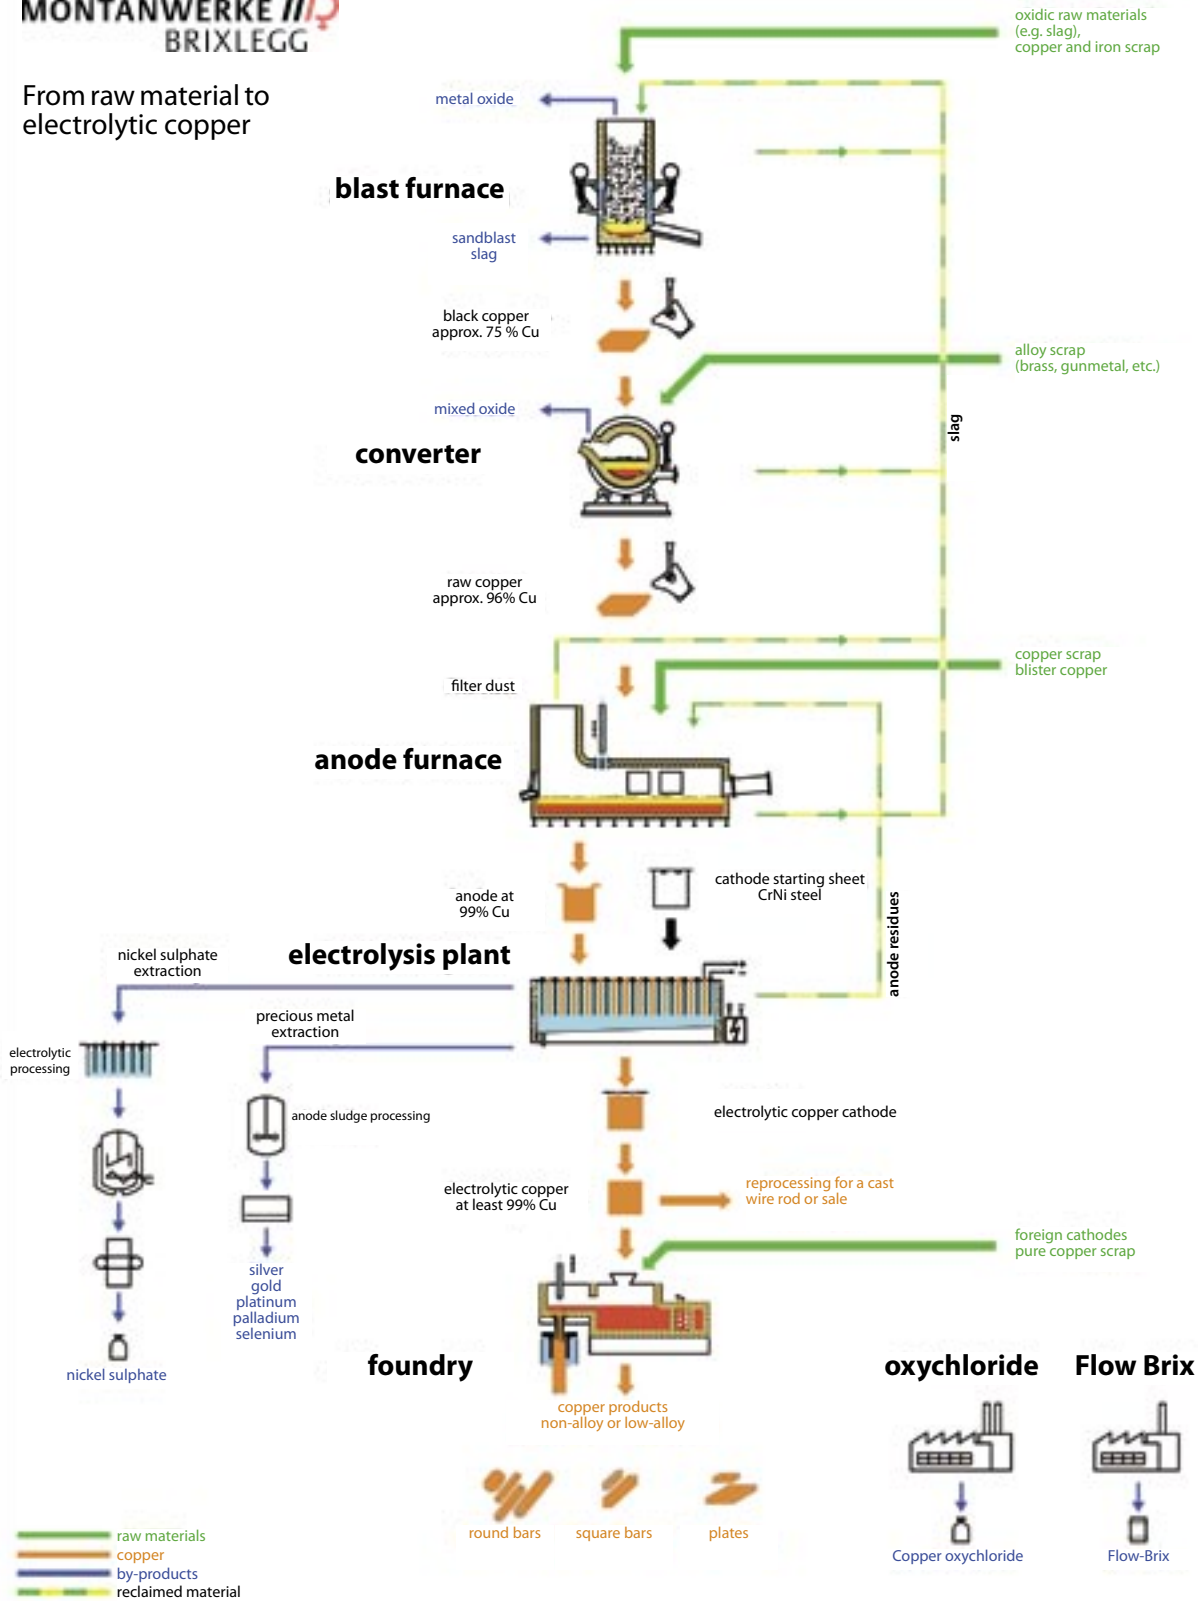 MONTANWERKE
BRIXLEGG
From raw material to
electrolytic copper
oxidic raw materials
(e.g. slag),
copper and iron scrap
metal oxide
blast furnace
sandblast
slag
black copper
approx. 75 % Cu
alloy scrap
(brass, gunmetal, etc.)
mixed oxide
slag
converter
raw copper
approx. 96% Cu
copper scrap
blister copper
filter dust
anode furnace
cathode starting sheet
CrNi steel
anode at
99% Cu
anode residues
electrolysis plant
nickel sulphate
extraction
precious metal
extraction
electrolytic
processing
anode sludge processing
electrolytic copper cathode
electrolytic copper
at least 99% Cu
reprocessing for a cast
wire rod or sale
foreign cathodes
pure copper scrap
silver
gold
platinum
palladium
selenium
nickel sulphate
foundry
oxychloride
Flow Brix
copper products
non-alloy or low-alloy
round bars
square bars
plates
Copper oxychloride
Flow-Brix
raw materials
copper
by-products
reclaimed material